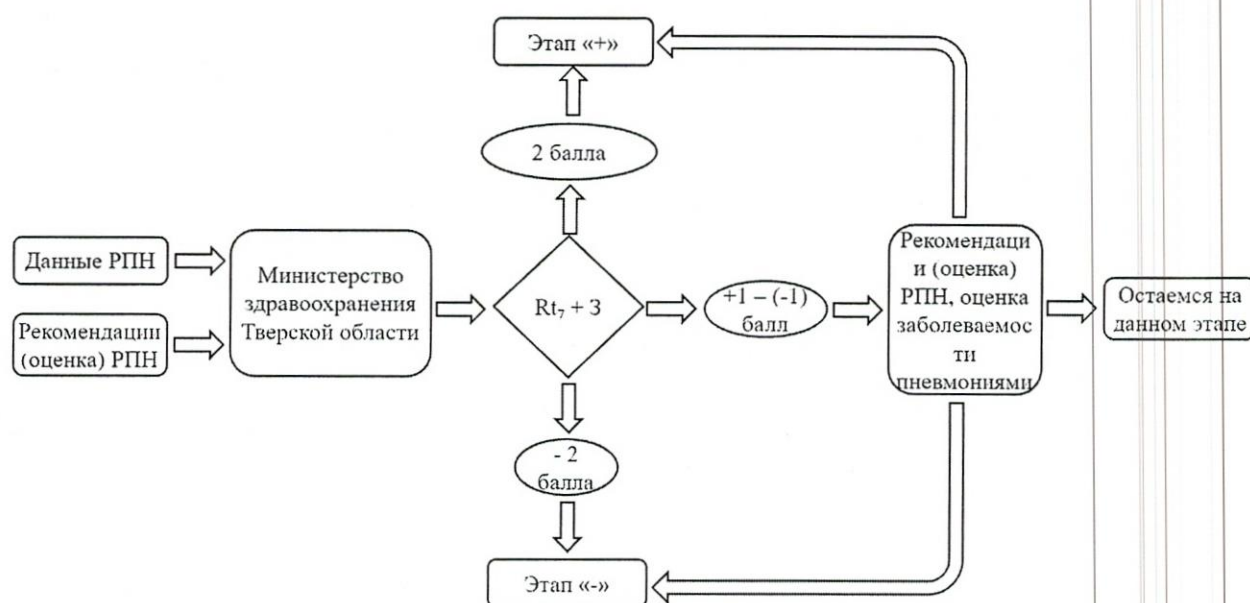 Этап «+»
2 балла
Данные РПН
Рекомендации
(оценка) РПН
Министерство
здравоохранения
Тверской области
Rt₇ + З
+1 – (-1)
балл
Рекомендаци
и (оценка)
РПН, оценка
заболеваемос
ти
пневмониями
Остаемся на
данном этапе
- 2
балла
Этап «-»